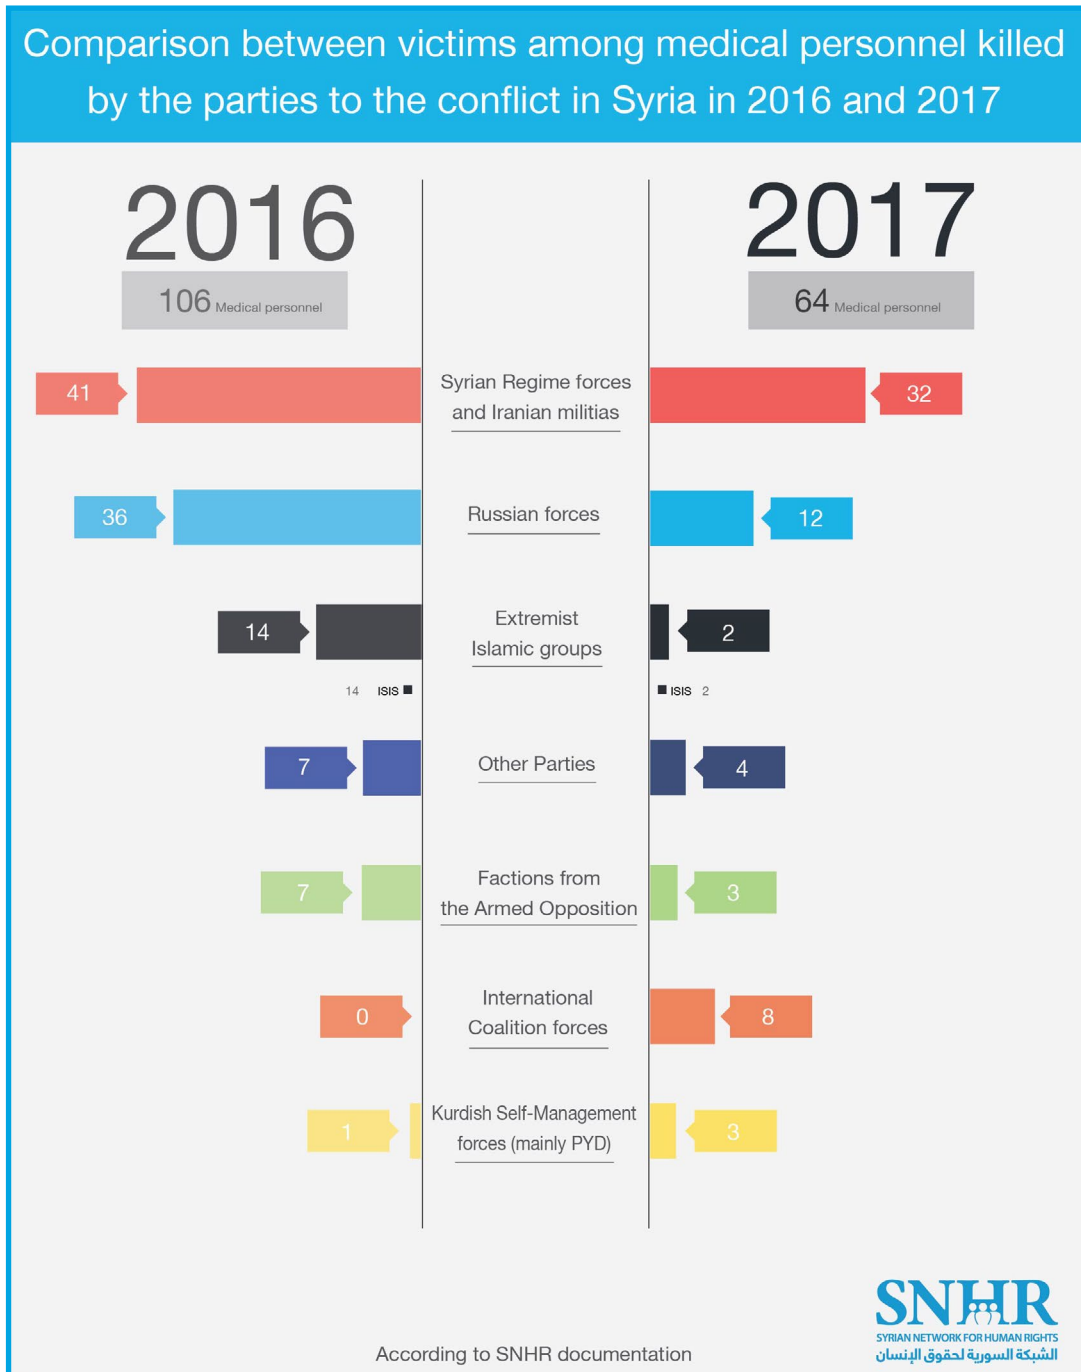 Comparison between victims among medical personnel killed
by the parties to the conflict in Syria in 2016 and 2017
2016
106 Medical personnel
2017
64 Medical personnel
41
Syrian Regime forces
and Iranian militias
32
36
Russian forces
12
14
Extremist
Islamic groups
2
14 ISIS
ISIS 2
7
Other Parties
4
7
Factions from
the Armed Opposition
3
0
International
Coalition forces
8
1
Kurdish Self-Management
forces (mainly PYD)
3
According to SNHR documentation
SNHR
SYRIAN NETWORK FOR HUMAN RIGHTS
الشبكة السورية لحقوق الإنسان